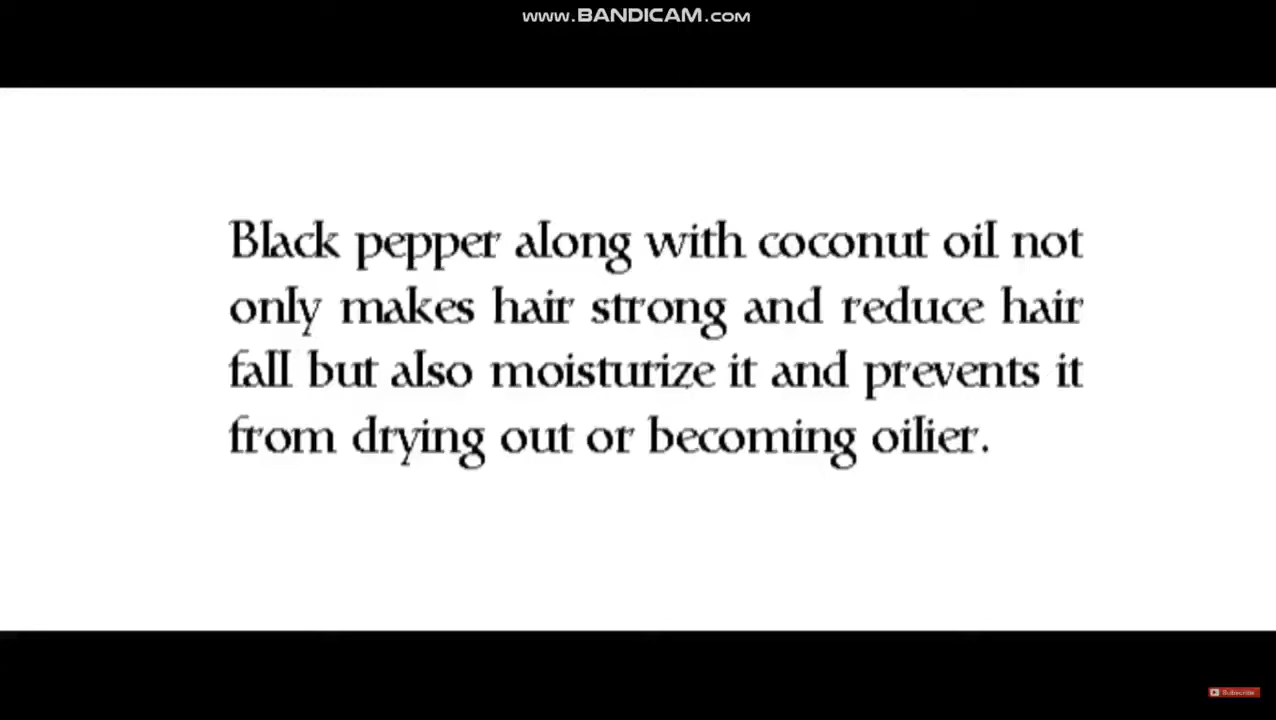 www.BANDICAM.com
Black pepper along with coconut oil not
only makes hair strong and reduce hair
fall but also moisturize it and prevents it
from drying out or becoming oilier.
Subscribe